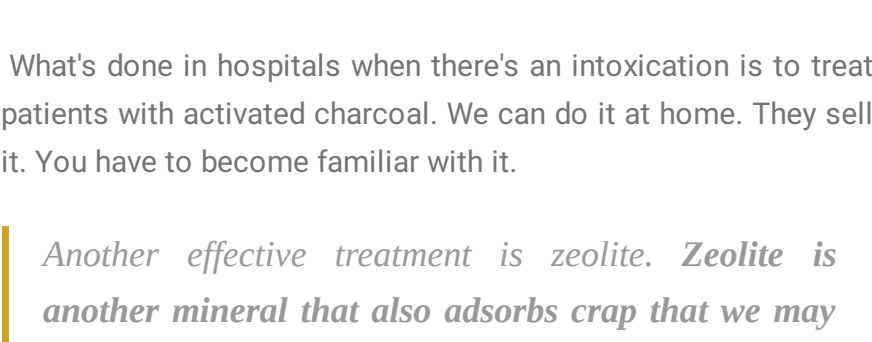 What's done in hospitals when there's an intoxication is to treat
patients with activated charcoal. We can do it at home. They sell
it. You have to become familiar with it.
Another effective treatment is zeolite. Zeolite is
another mineral that also adsorbs crap that we may